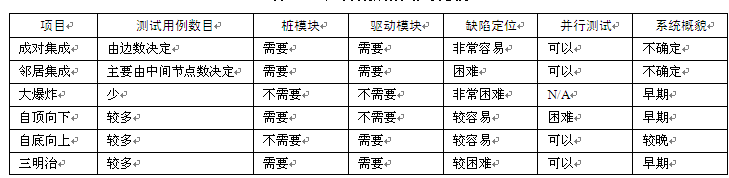 项目 测试用例数目 桩模块 驱动模块 缺陷定位 并行测试 系统概貌
成对集成 由边数决定 需要 需要 非常容易 可以 不确定
邻居集成 主要由中间节点数决定 需要 需要 困难 可以 不确定
大爆炸 少 不需要 不需要 非常困难 N/A 早期
自顶向下 较多 需要 不需要 较容易 困难 早期
自底向上 较多 不需要 需要 较容易 可以 较晚
三明治 较多 需要 需要 较困难 可以 早期